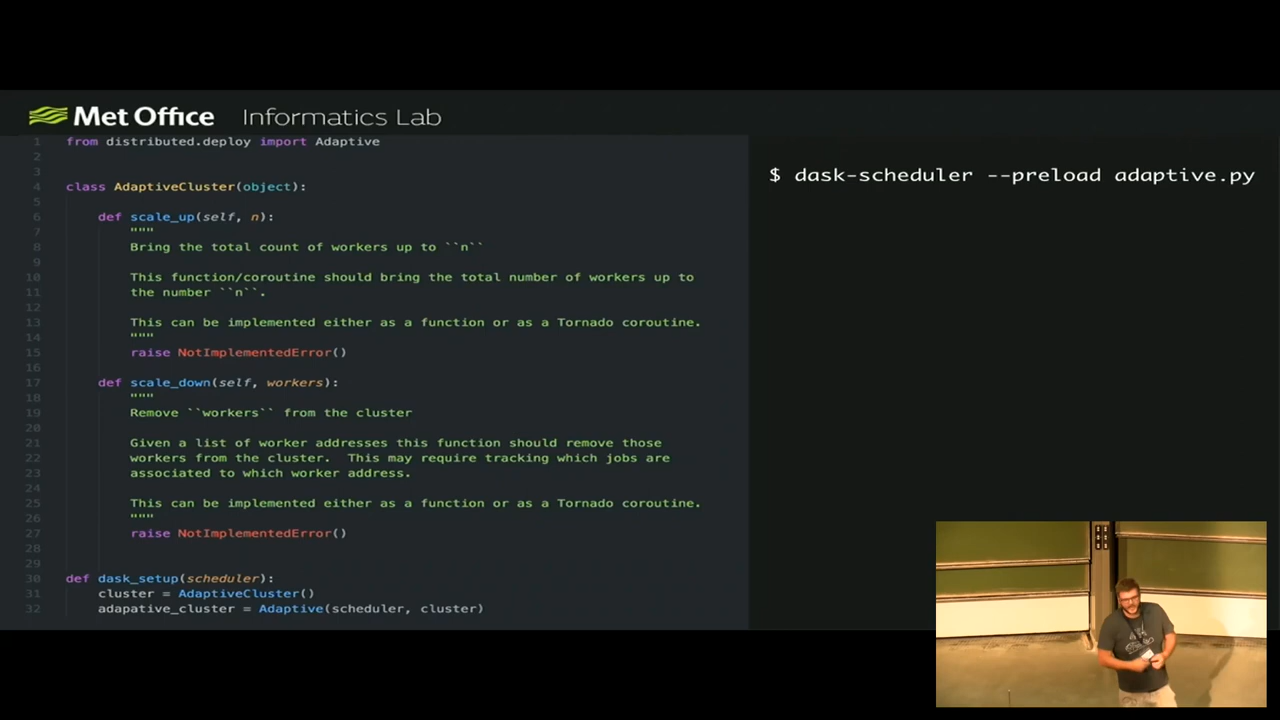 Met Office Informatics Lab
1 from distributed.deploy import Adaptive
2
3
4 class AdaptiveCluster(object):
5
6 def scale_up(self, n):
7 """
8 Bring the total count of workers up to ``n``
9
10 This function/coroutine should bring the total number of workers up to
11 the number ``n``.
12
13 This can be implemented either as a function or as a Tornado coroutine.
14 """
15 raise NotImplementedError()
16
17 def scale_down(self, workers):
18 """
19 Remove ``workers`` from the cluster
20
21 Given a list of worker addresses this function should remove those
22 workers from the cluster.  This may require tracking which jobs are
23 associated to which worker address.
24
25 This can be implemented either as a function or as a Tornado coroutine.
26 """
27 raise NotImplementedError()
28
29
30 def dask_setup(scheduler):
31 cluster = AdaptiveCluster()
32 adapative_cluster = Adaptive(scheduler, cluster)
$ dask-scheduler --preload adaptive.py